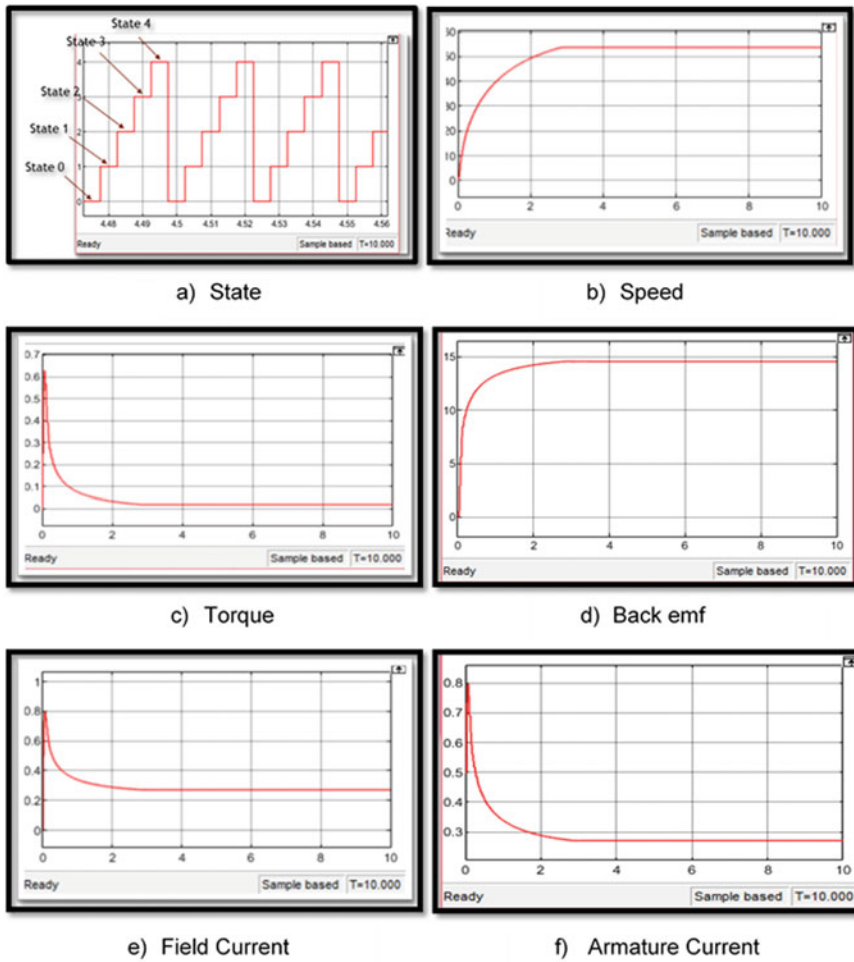 State 4
State 3
State 2
State 1
State 0
4
3
2
1
0
4.48 4.49 4.5 4.51 4.52 4.53 4.54 4.55 4.56
Ready Sample based T=10.000
a) State
60
50
40
30
20
10
0
0 2 4 6 8 10
Ready Sample based T=10.000
b) Speed
0.7
0.6
0.5
0.4
0.3
0.2
0.1
0
0 2 4 6 8 10
Ready Sample based T=10.000
c) Torque
15
10
5
0
0 2 4 6 8 10
Ready Sample based T=10.000
d) Back emf
1
0.8
0.6
0.4
0.2
0
0 2 4 6 8 10
Ready Sample based T=10.000
e) Field Current
0.8
0.7
0.6
0.5
0.4
0.3
0 2 4 6 8 10
Ready Sample based T=10.000
f) Armature Current